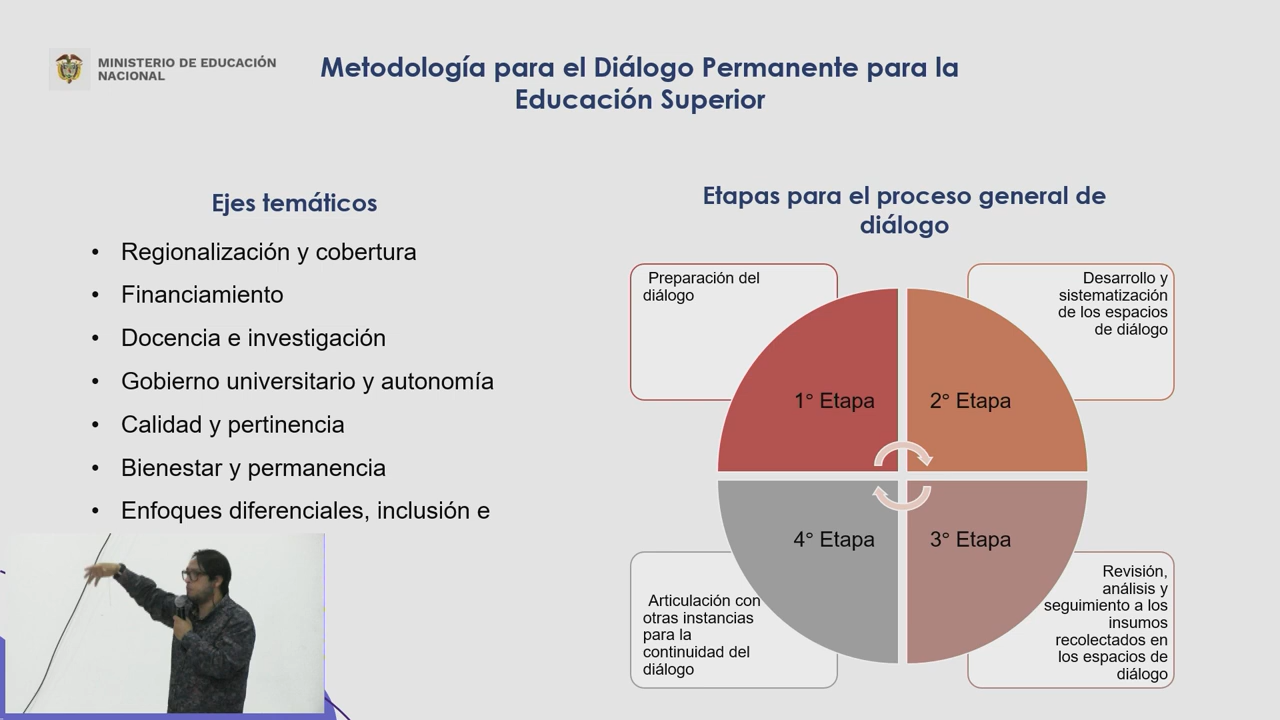 MINISTERIO DE EDUCACIÓN
NACIONAL
Metodología para el Diálogo Permanente para la
Educación Superior
Ejes temáticos
• Regionalización y cobertura
• Financiamiento
• Docencia e investigación
• Gobierno universitario y autonomía
• Calidad y pertinencia
• Bienestar y permanencia
• Enfoques diferenciales, inclusión e
Etapas para el proceso general de
diálogo
Preparación del
diálogo
Desarrollo y
sistematización
de los espacios
de diálogo
1° Etapa
2° Etapa
4° Etapa
3° Etapa
Articulación con
otras instancias
para la
continuidad del
diálogo
Revisión,
análisis y
seguimiento a los
insumos
recolectados en
los espacios de
diálogo